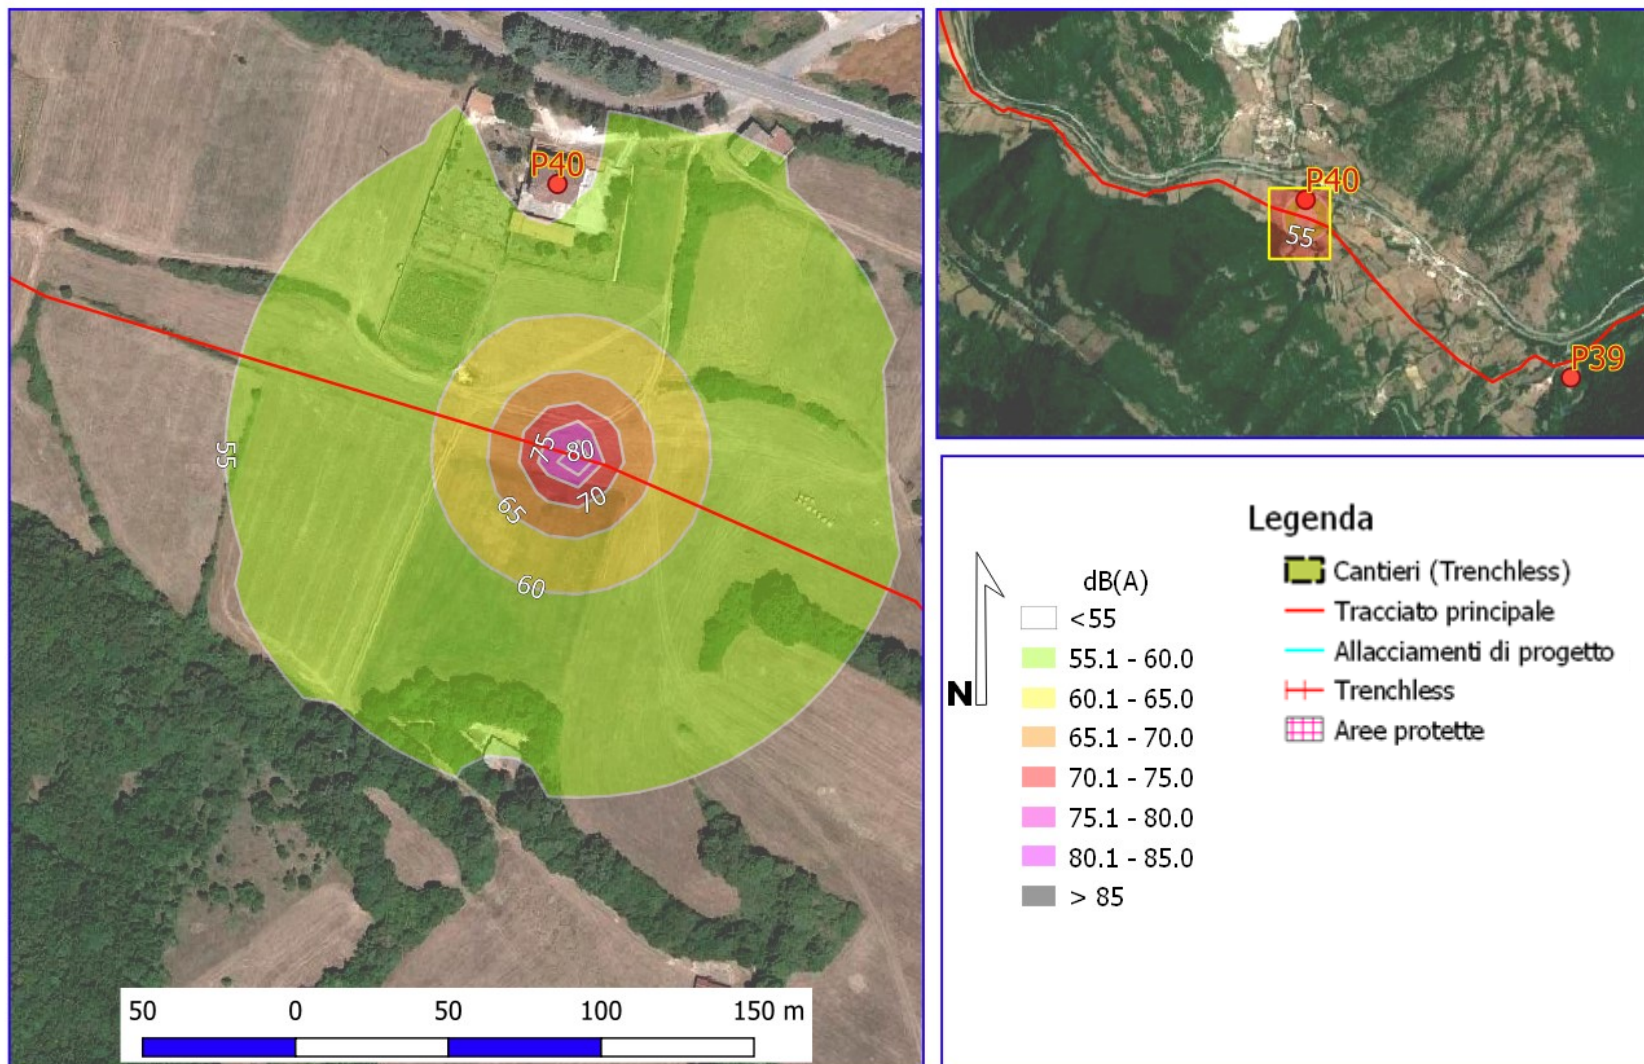 P40
55
75
80
65
70
60
50 0 50 100 150 m
P40
55
P39
Legenda
dB(A)
<55
55.1 - 60.0
60.1 - 65.0
65.1 - 70.0
70.1 - 75.0
75.1 - 80.0
80.1 - 85.0
> 85
N
Cantieri (Trenchless)
Tracciato principale
Allacciamenti di progetto
Trenchless
Aree protette